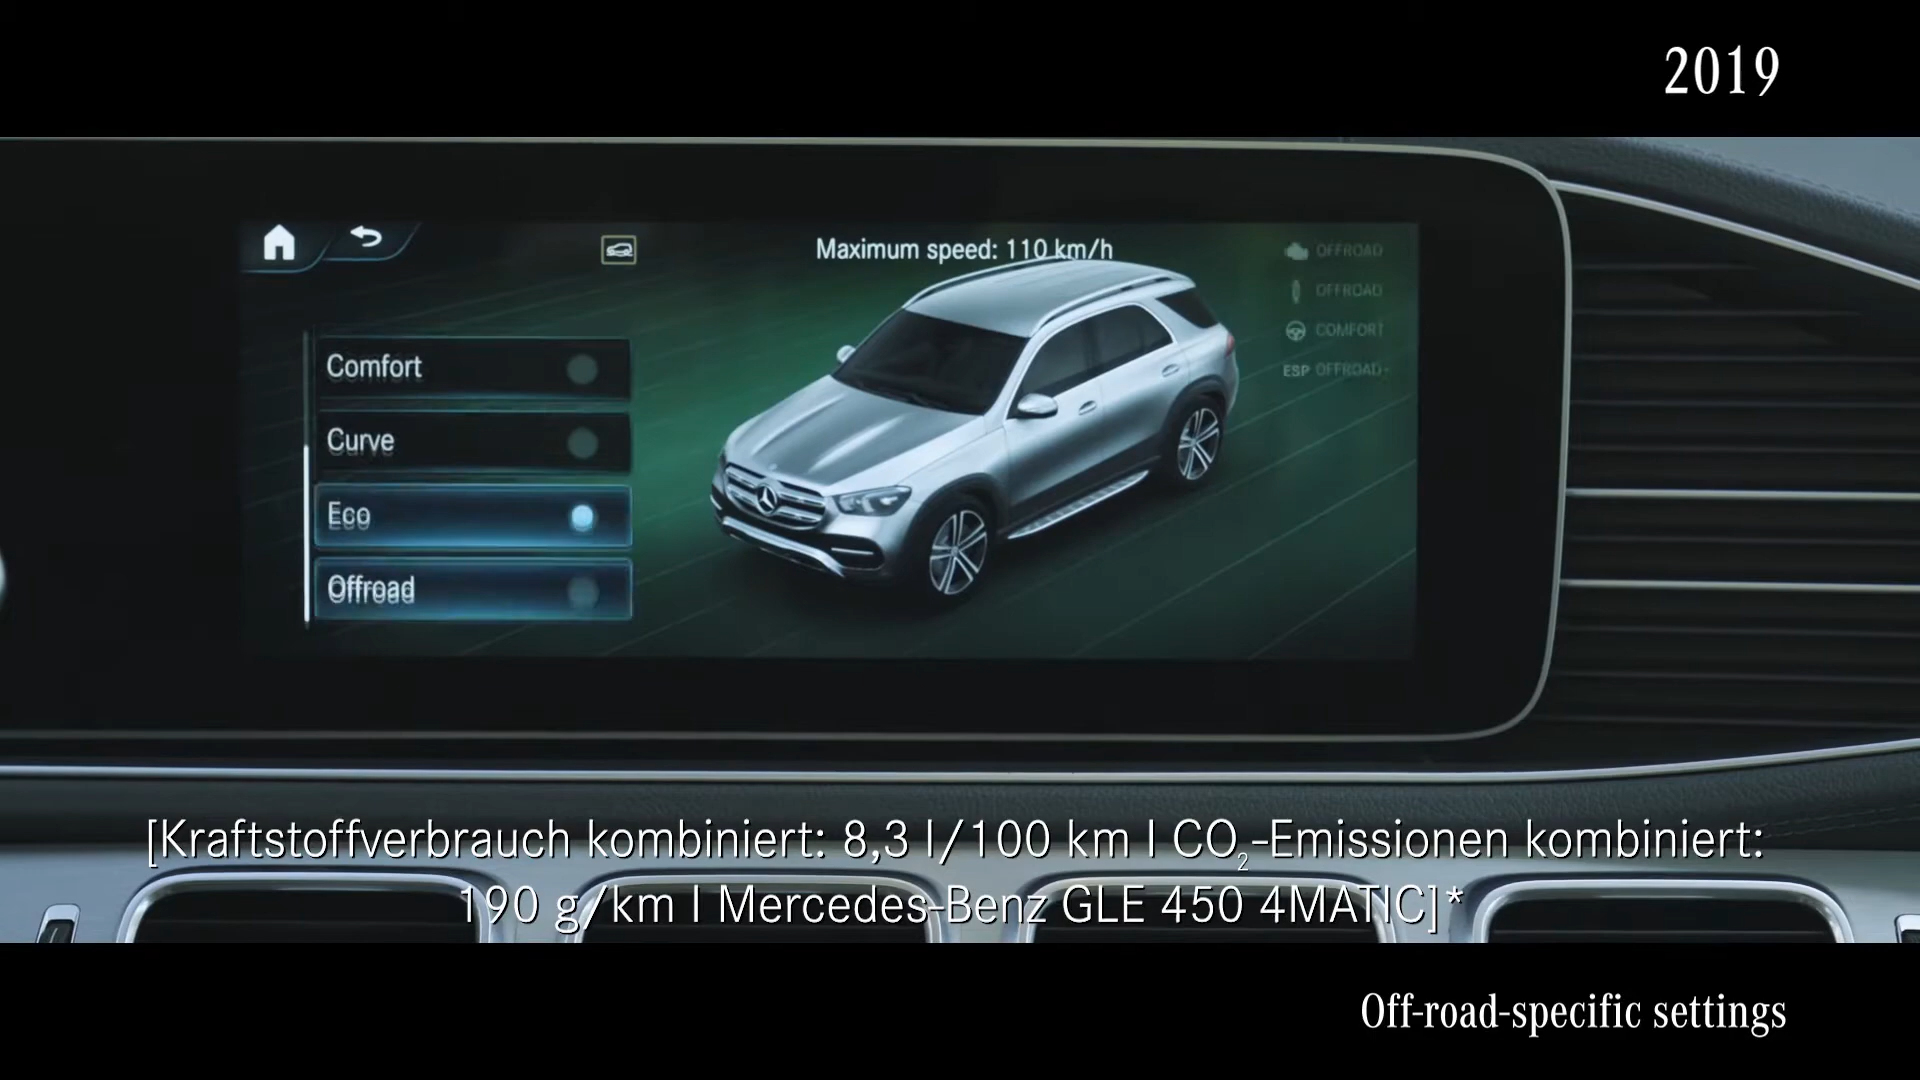 2019
Maximum speed: 110 km/h
OFFROAD
OFFROAD
COMFORT
ESP OFFROAD+
Comfort
Curve
Eco
Offroad
[Kraftstoffverbrauch kombiniert: 8,3 l/100 km | CO₂-Emissionen kombiniert:
190 g/km | Mercedes-Benz GLE 450 4MATIC]*
Off-road-specific settings